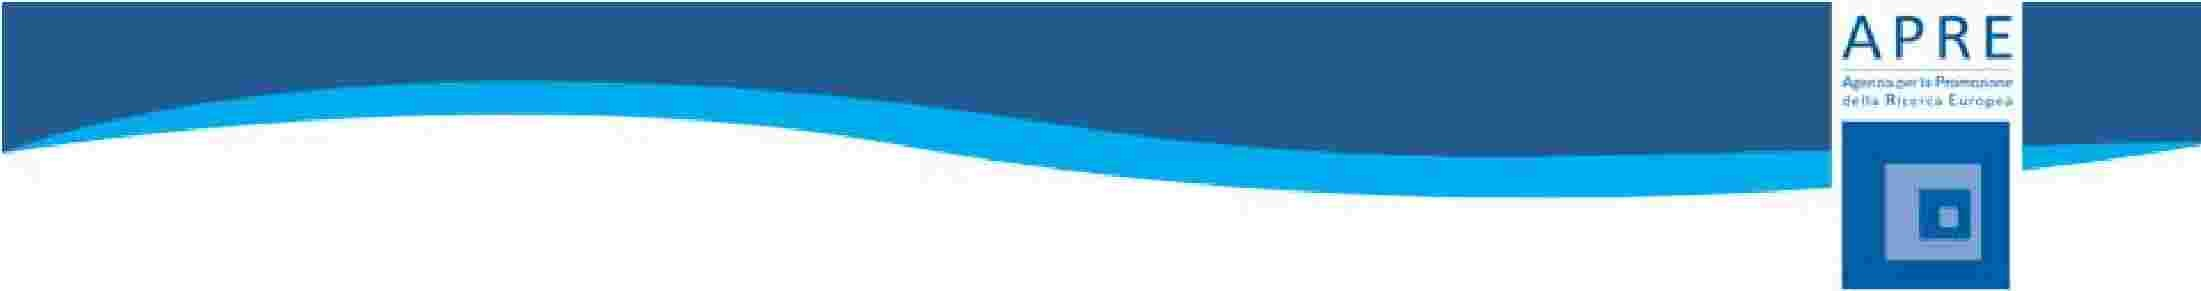 APRE
Agenzia per la Promozione
della Ricerca Europea